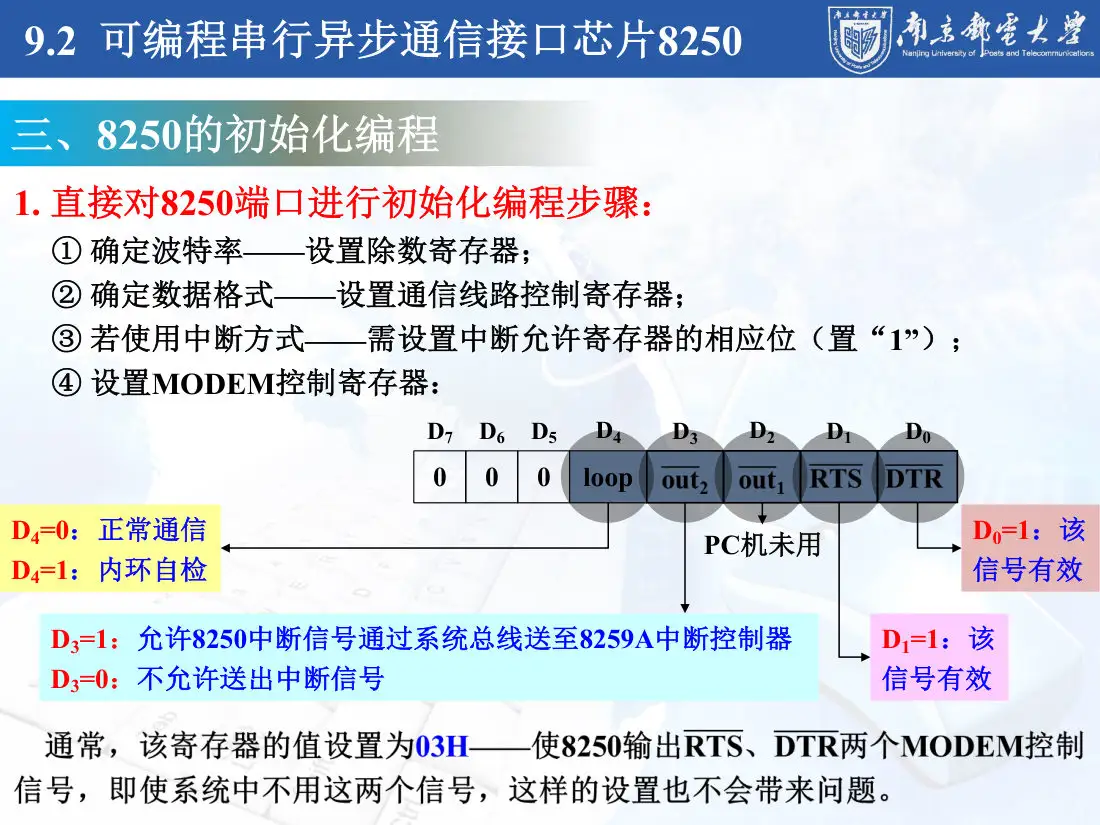 9.2 可编程串行异步通信接口芯片8250
南京邮电大学
Nanjing University of Posts and Telecommunications
三、8250的初始化编程
1. 直接对8250端口进行初始化编程步骤：
① 确定波特率——设置除数寄存器；
② 确定数据格式——设置通信线路控制寄存器；
③ 若使用中断方式——需设置中断允许寄存器的相应位（置“1”）；
④ 设置MODEM控制寄存器：
D₇ D₆ D₅ D₄ D₃ D₂ D₁ D₀
0 0 0 loop o̅u̅t̅₂ o̅u̅t̅₁ R̅T̅S̅ D̅T̅R̅
D₄=0：正常通信
D₄=1：内环自检
PC机未用
D₀=1：该
信号有效
D₃=1：允许8250中断信号通过系统总线送至8259A中断控制器
D₃=0：不允许送出中断信号
D₁=1：该
信号有效
通常，该寄存器的值设置为03H——使8250输出R̅T̅S̅、D̅T̅R̅两个MODEM控制
信号，即使系统中不用这两个信号，这样的设置也不会带来问题。